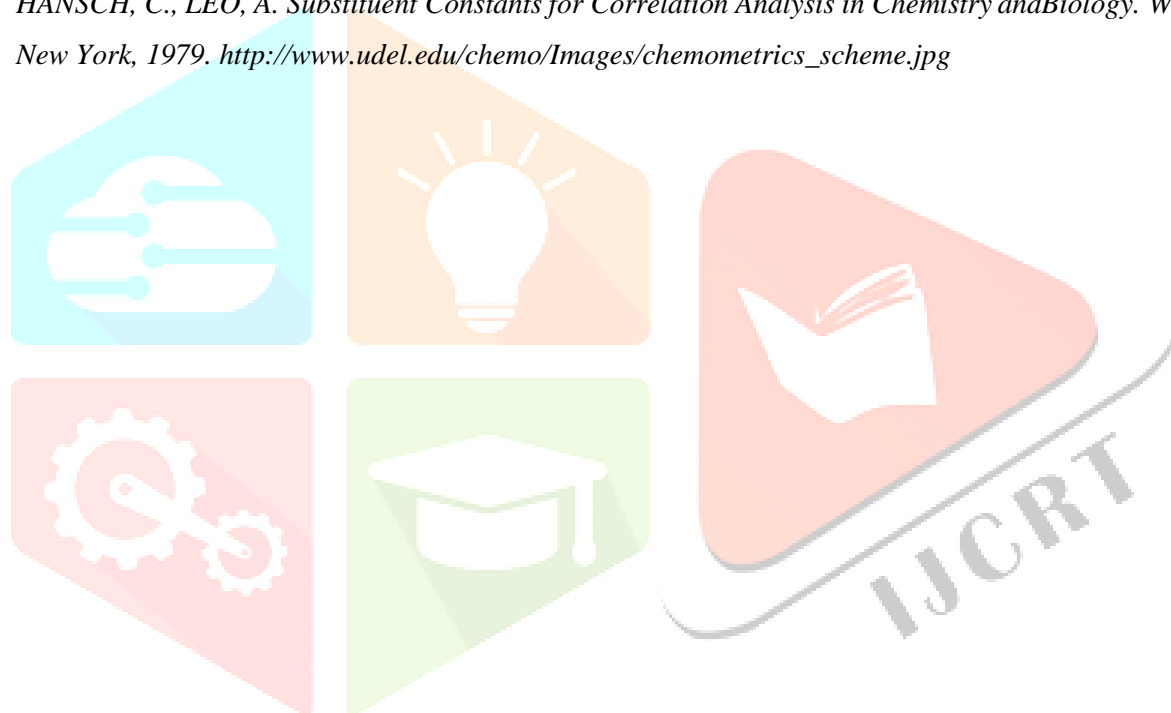 HANSCH, C., LEO, A. Substituent Constants for Correlation Analysis in Chemistry andBiology.
New York, 1979. http://www.udel.edu/chemo/Images/chemometrics_scheme.jpg
IJCRT